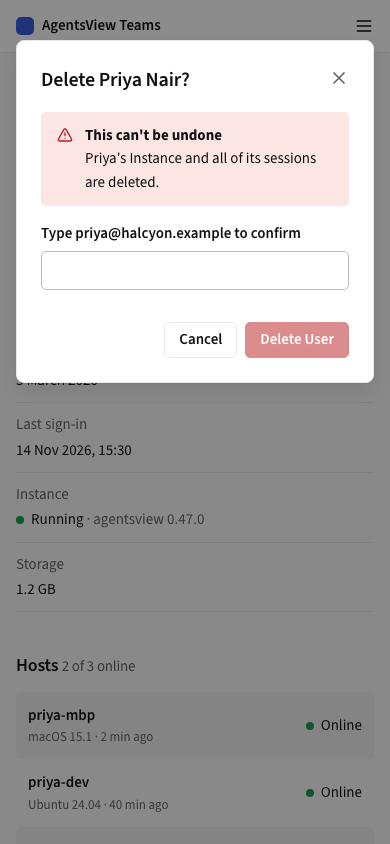 AgentsView Teams
Delete Priya Nair?
This can't be undone
Priya's Instance and all of its sessions
are deleted.
Type priya@halcyon.example to confirm
Cancel
Delete User
Last sign-in
14 Nov 2026, 15:30
Instance
Running · agentsview 0.47.0
Storage
1.2 GB
Hosts 2 of 3 online
priya-mbp
macOS 15.1 · 2 min ago
Online
priya-dev
Ubuntu 24.04 · 40 min ago
Online